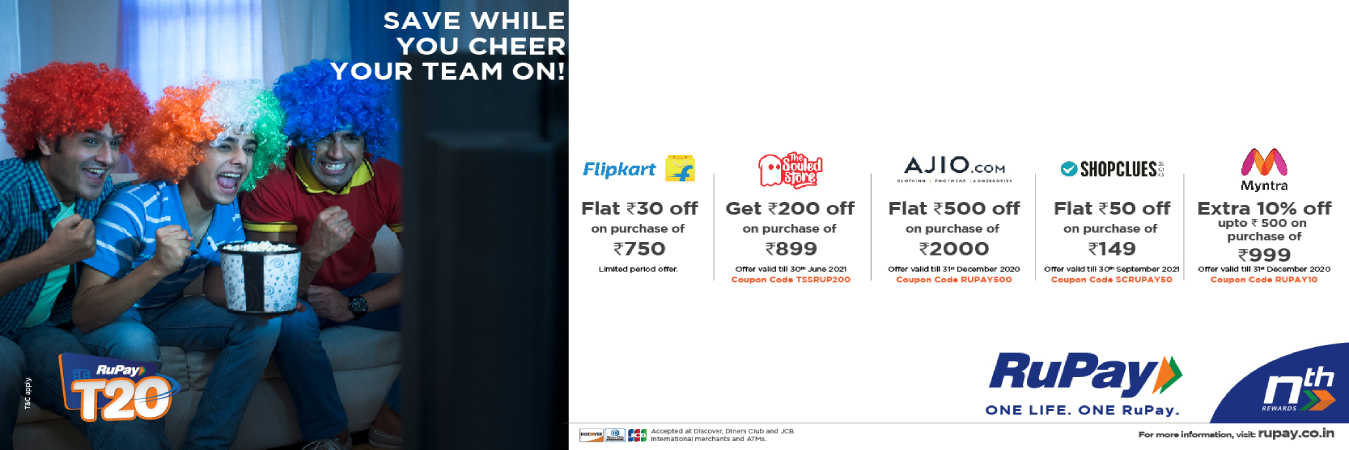 SAVE WHILE
YOU CHEER
YOUR TEAM ON!
RuPay
T20
T&C apply.
Flipkart
Flat ₹30 off
on purchase of
₹750
Limited period offer.
The
Souled
Store
Get ₹200 off
on purchase of
₹899
Offer valid till 30th June 2021
Coupon Code TSSRUP200
AJIO.COM
CLOTHING | FOOTWEAR | ACCESSORIES
Flat ₹500 off
on purchase of
₹2000
Offer valid till 31st December 2020
Coupon Code RUPAY500
SHOPCLUES.COM
Flat ₹50 off
on purchase of
₹149
Offer valid till 30th September 2021
Coupon Code SCRUPAY50
Myntra
Extra 10% off
upto ₹ 500 on
purchase of
₹999
Offer valid till 31st December 2020
Coupon Code RUPAY10
RuPay
ONE LIFE. ONE RuPay.
nth
REWARDS
DISCOVER
JCB
Accepted at Discover, Diners Club and JCB
International merchants and ATMs.
For more information, visit: rupay.co.in